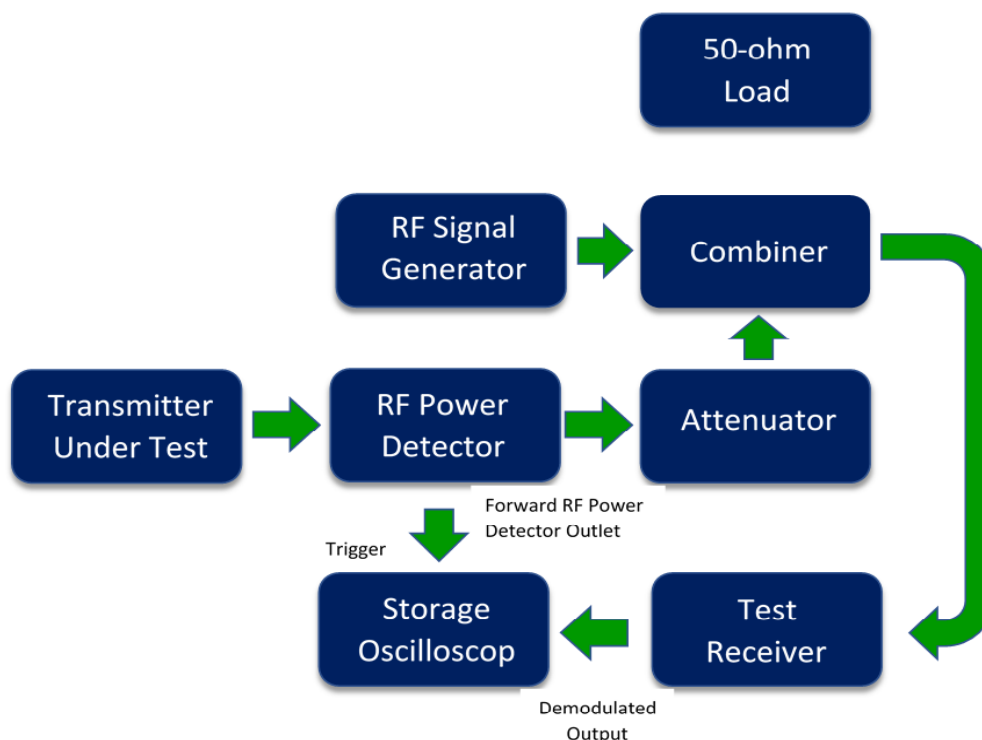 50-ohm
Load
RF Signal
Generator
Combiner
Transmitter
Under Test
RF Power
Detector
Attenuator
Forward RF Power
Detector Outlet
Trigger
Storage
Oscilloscop
Test
Receiver
Demodulated
Output